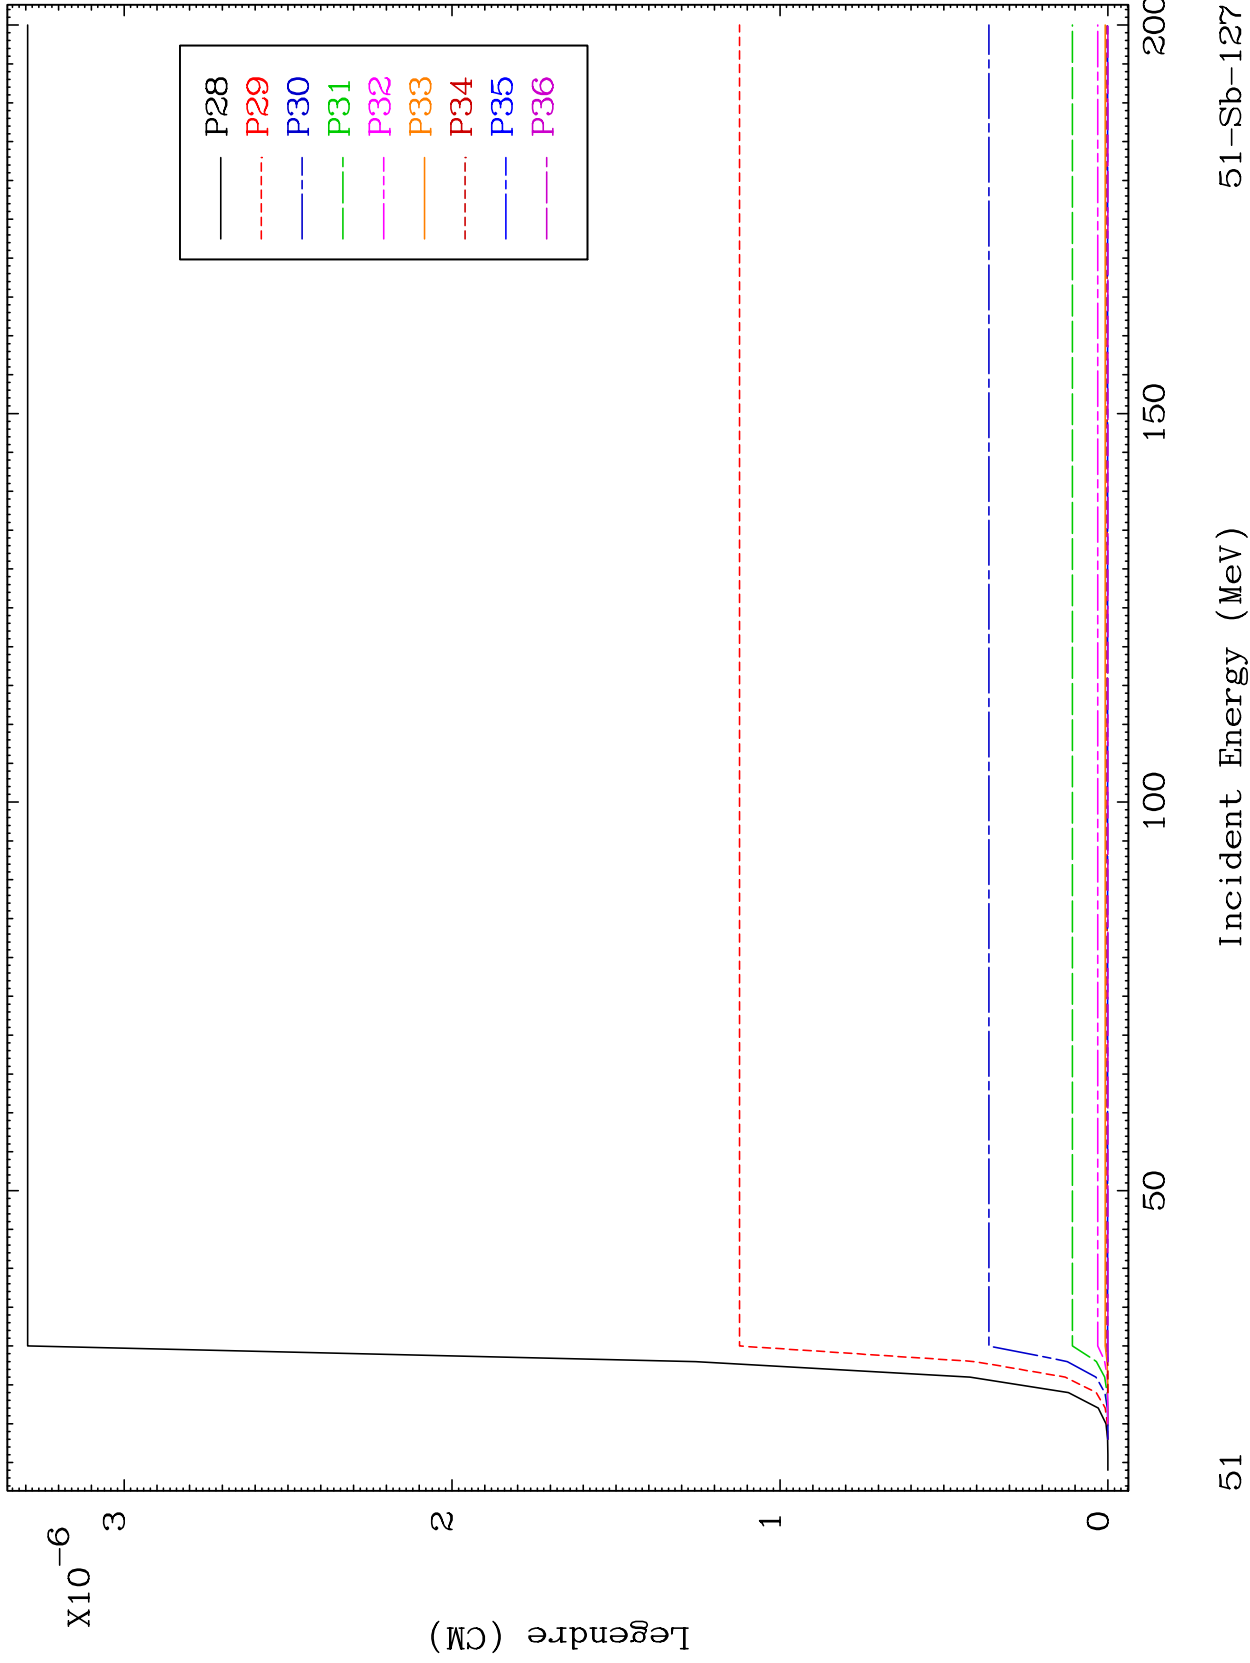 X10-6
3
2
1
0
Legendre (CM)
P28
P29
P30
P31
P32
P33
P34
P35
P36
50
100
150
200
Incident Energy (MeV)
51
51-Sb-127